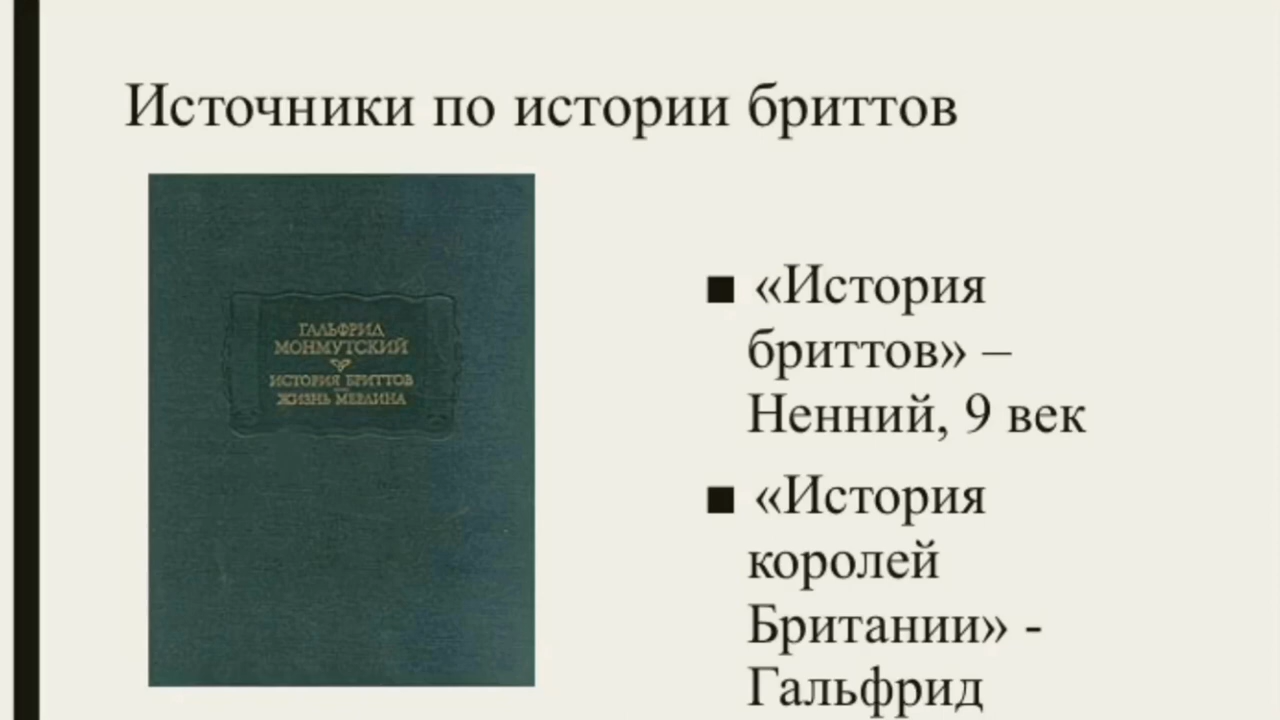 Источники по истории бриттов
ГАЛЬФРИД
МОНМУТСКИЙ
ИСТОРИЯ БРИТТОВ
ЖИЗНЬ МЕРЛИНА
■ «История
бриттов» –
Ненний, 9 век
■ «История
королей
Британии» -
Гальфрид